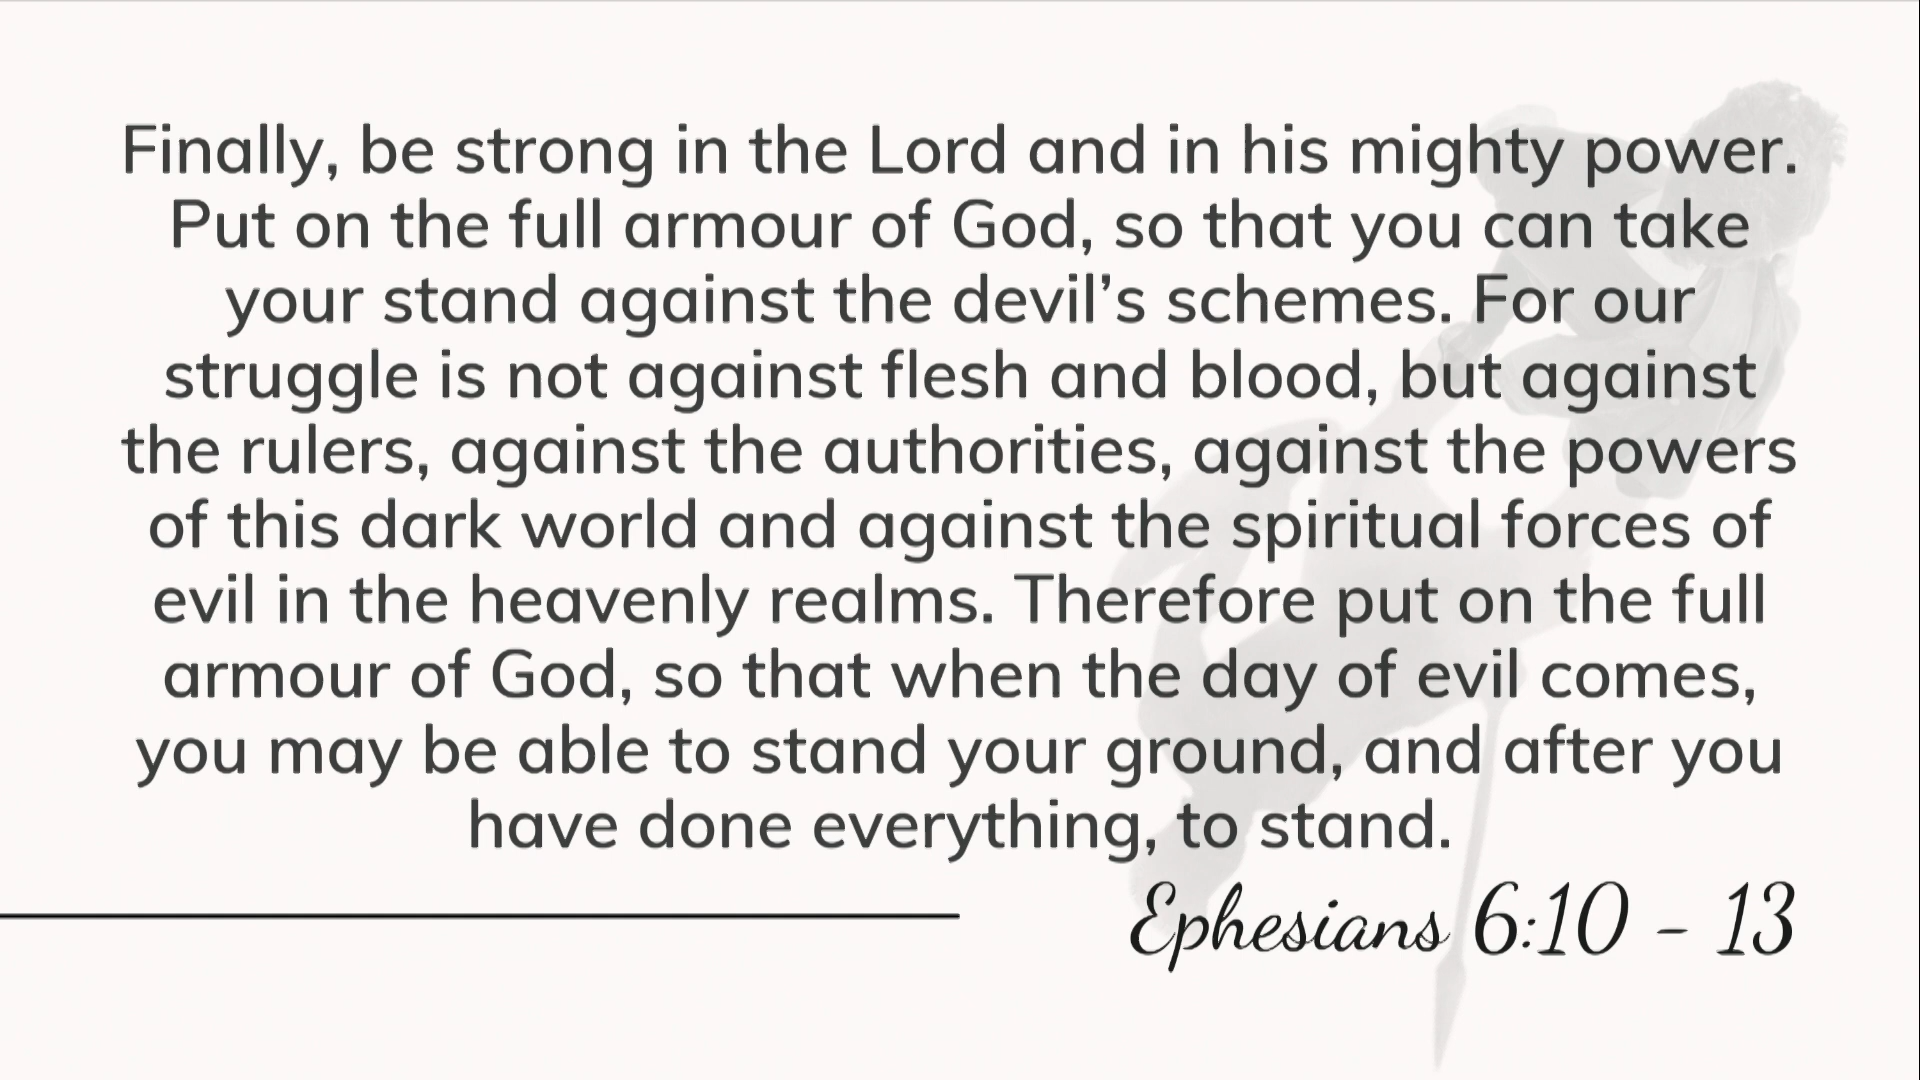 Finally, be strong in the Lord and in his mighty power.
Put on the full armour of God, so that you can take
your stand against the devil’s schemes. For our
struggle is not against flesh and blood, but against
the rulers, against the authorities, against the powers
of this dark world and against the spiritual forces of
evil in the heavenly realms. Therefore put on the full
armour of God, so that when the day of evil comes,
you may be able to stand your ground, and after you
have done everything, to stand.
Ephesians 6:10 - 13